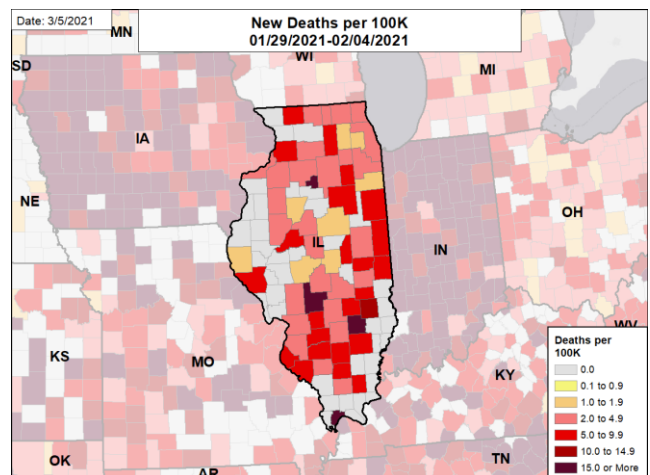 Date: 3/5/2021
New Deaths per 100K
01/29/2021-02/04/2021
MN
SD
WI
MI
IA
NE
OH
IL
IN
KS
MO
WV
KY
OK
AR
TN
Deaths per
100K
0.0
0.1 to 0.9
1.0 to 1.9
2.0 to 4.9
5.0 to 9.9
10.0 to 14.9
15.0 or More